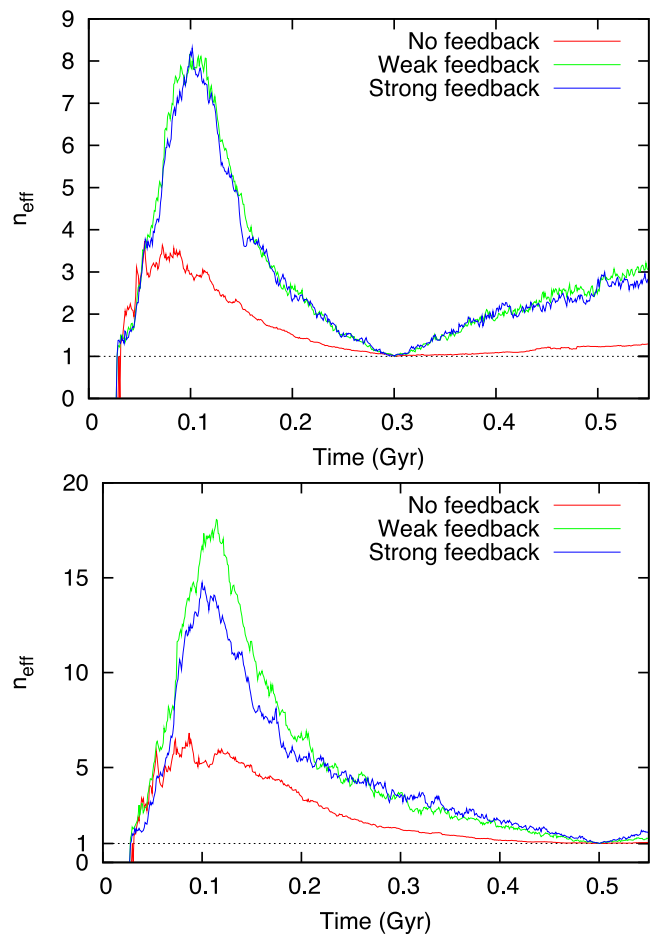 9
8
7
6
5
4
3
2
1
0
n_eff
No feedback
Weak feedback
Strong feedback
0 0.1 0.2 0.3 0.4 0.5
Time (Gyr)
20
15
10
5
1
0
n_eff
No feedback
Weak feedback
Strong feedback
0 0.1 0.2 0.3 0.4 0.5
Time (Gyr)